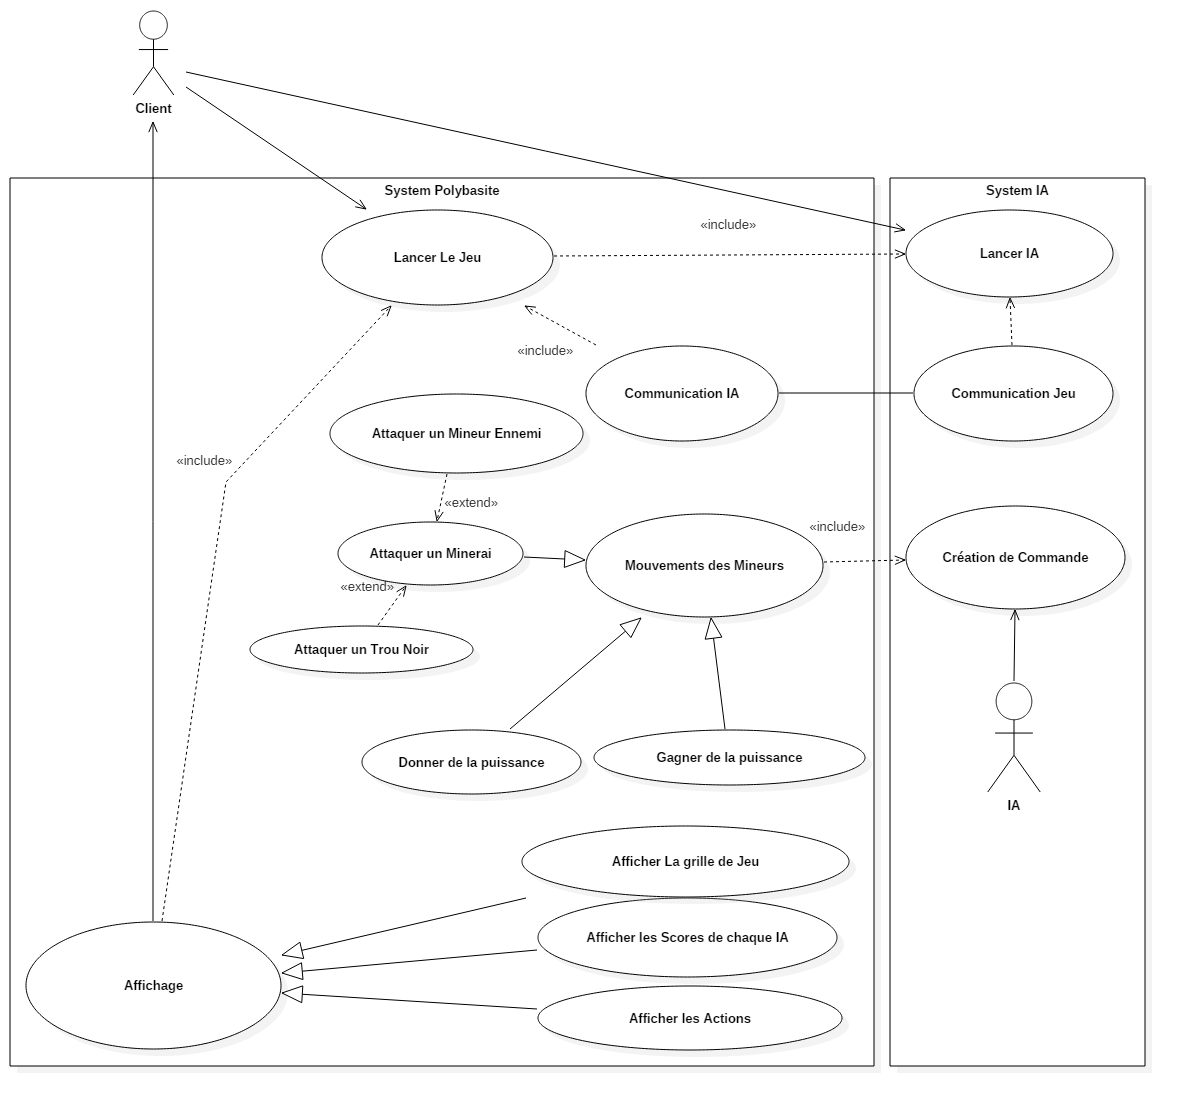 Client
System Polybasite
System IA
«include»
Lancer Le Jeu
Lancer IA
«include»
Communication IA
Communication Jeu
Attaquer un Mineur Ennemi
«include»
«extend»
«include»
Attaquer un Minerai
Mouvements des Mineurs
Création de Commande
«extend»
Attaquer un Trou Noir
Donner de la puissance
Gagner de la puissance
IA
Afficher La grille de Jeu
Afficher les Scores de chaque IA
Affichage
Afficher les Actions